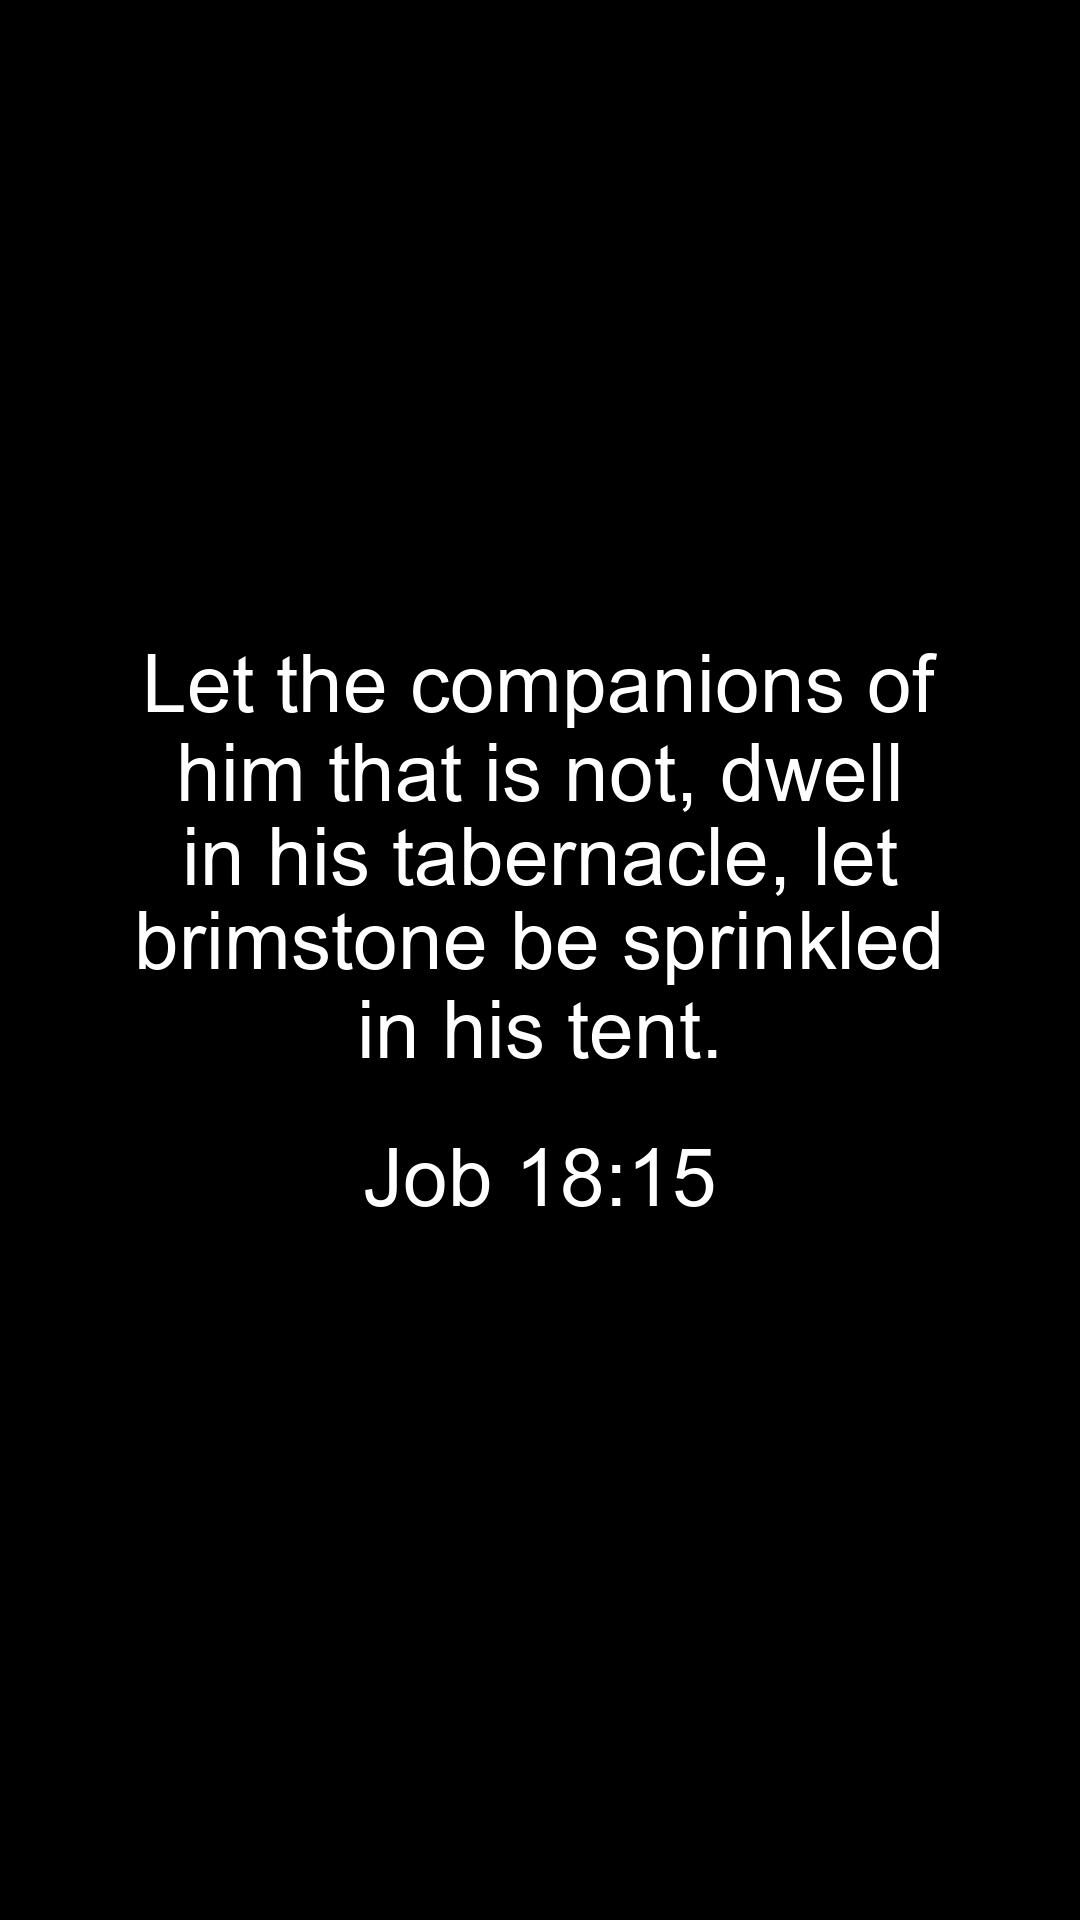 Let the companions of
him that is not, dwell
in his tabernacle, let
brimstone be sprinkled
in his tent.
Job 18:15